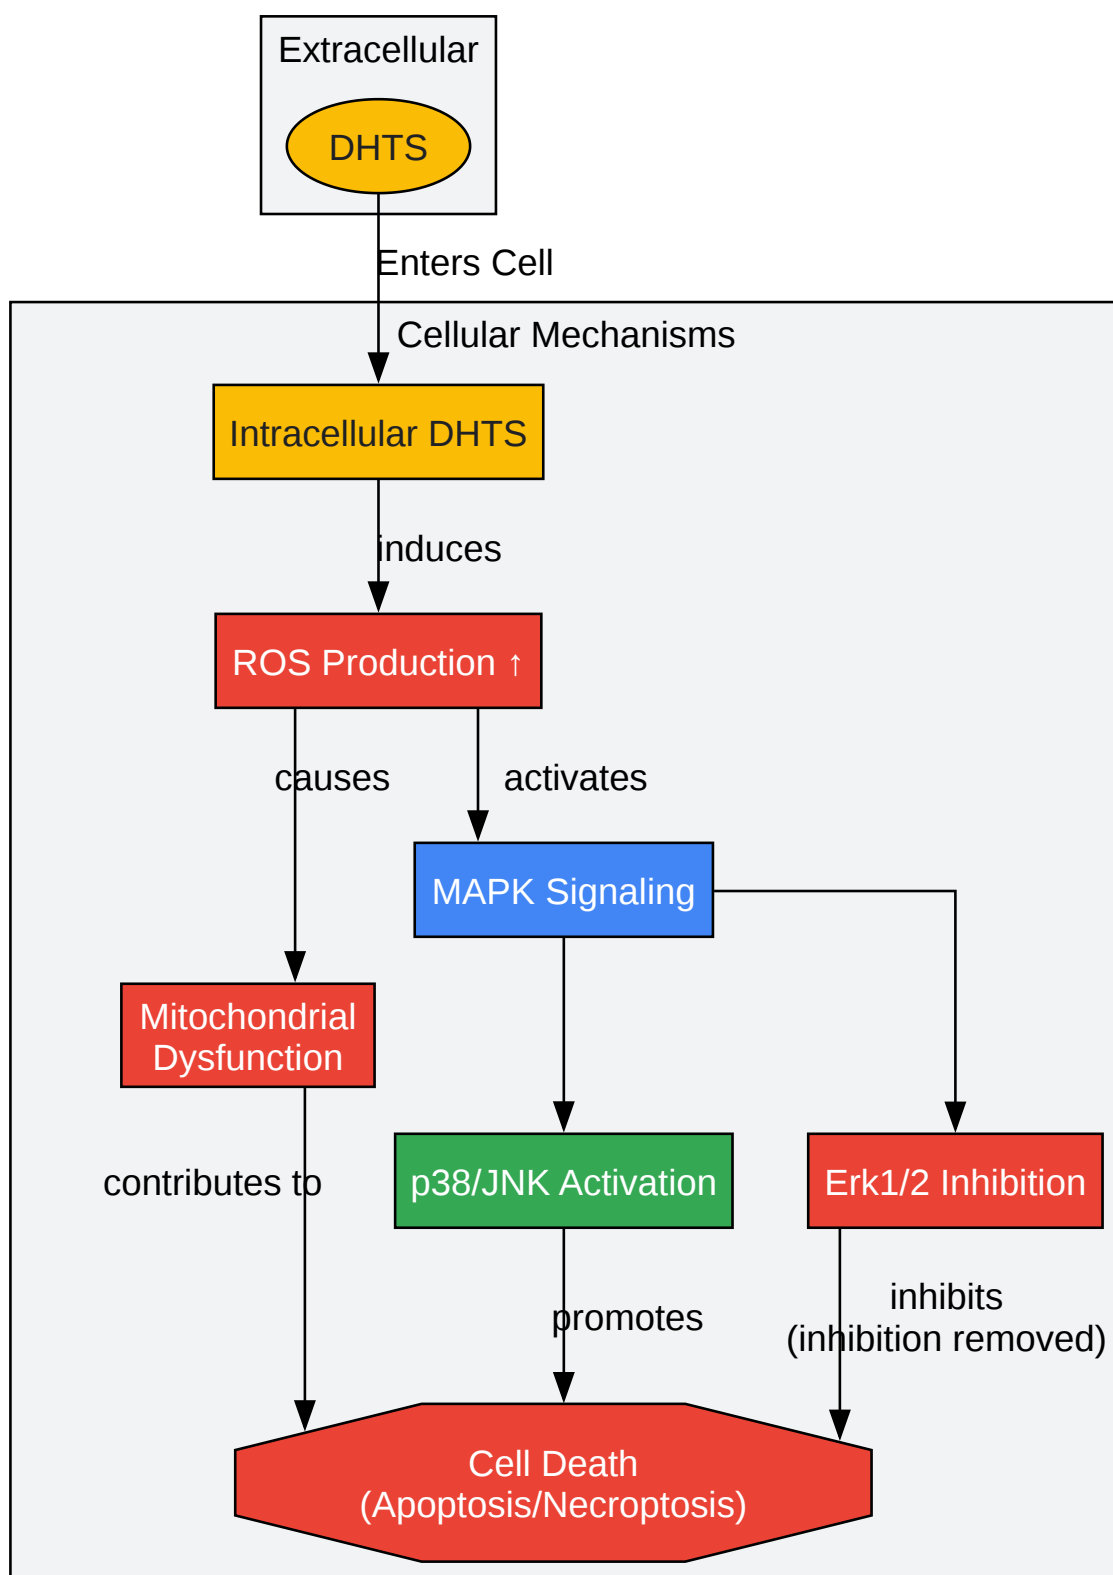 Extracellular
DHTS
Enters Cell
Cellular Mechanisms
Intracellular DHTS
induces
ROS Production ↑
causes
activates
MAPK Signaling
Mitochondrial
Dysfunction
contributes to
p38/JNK Activation
Erk1/2 Inhibition
promotes
inhibits
(inhibition removed)
Cell Death
(Apoptosis/Necroptosis)